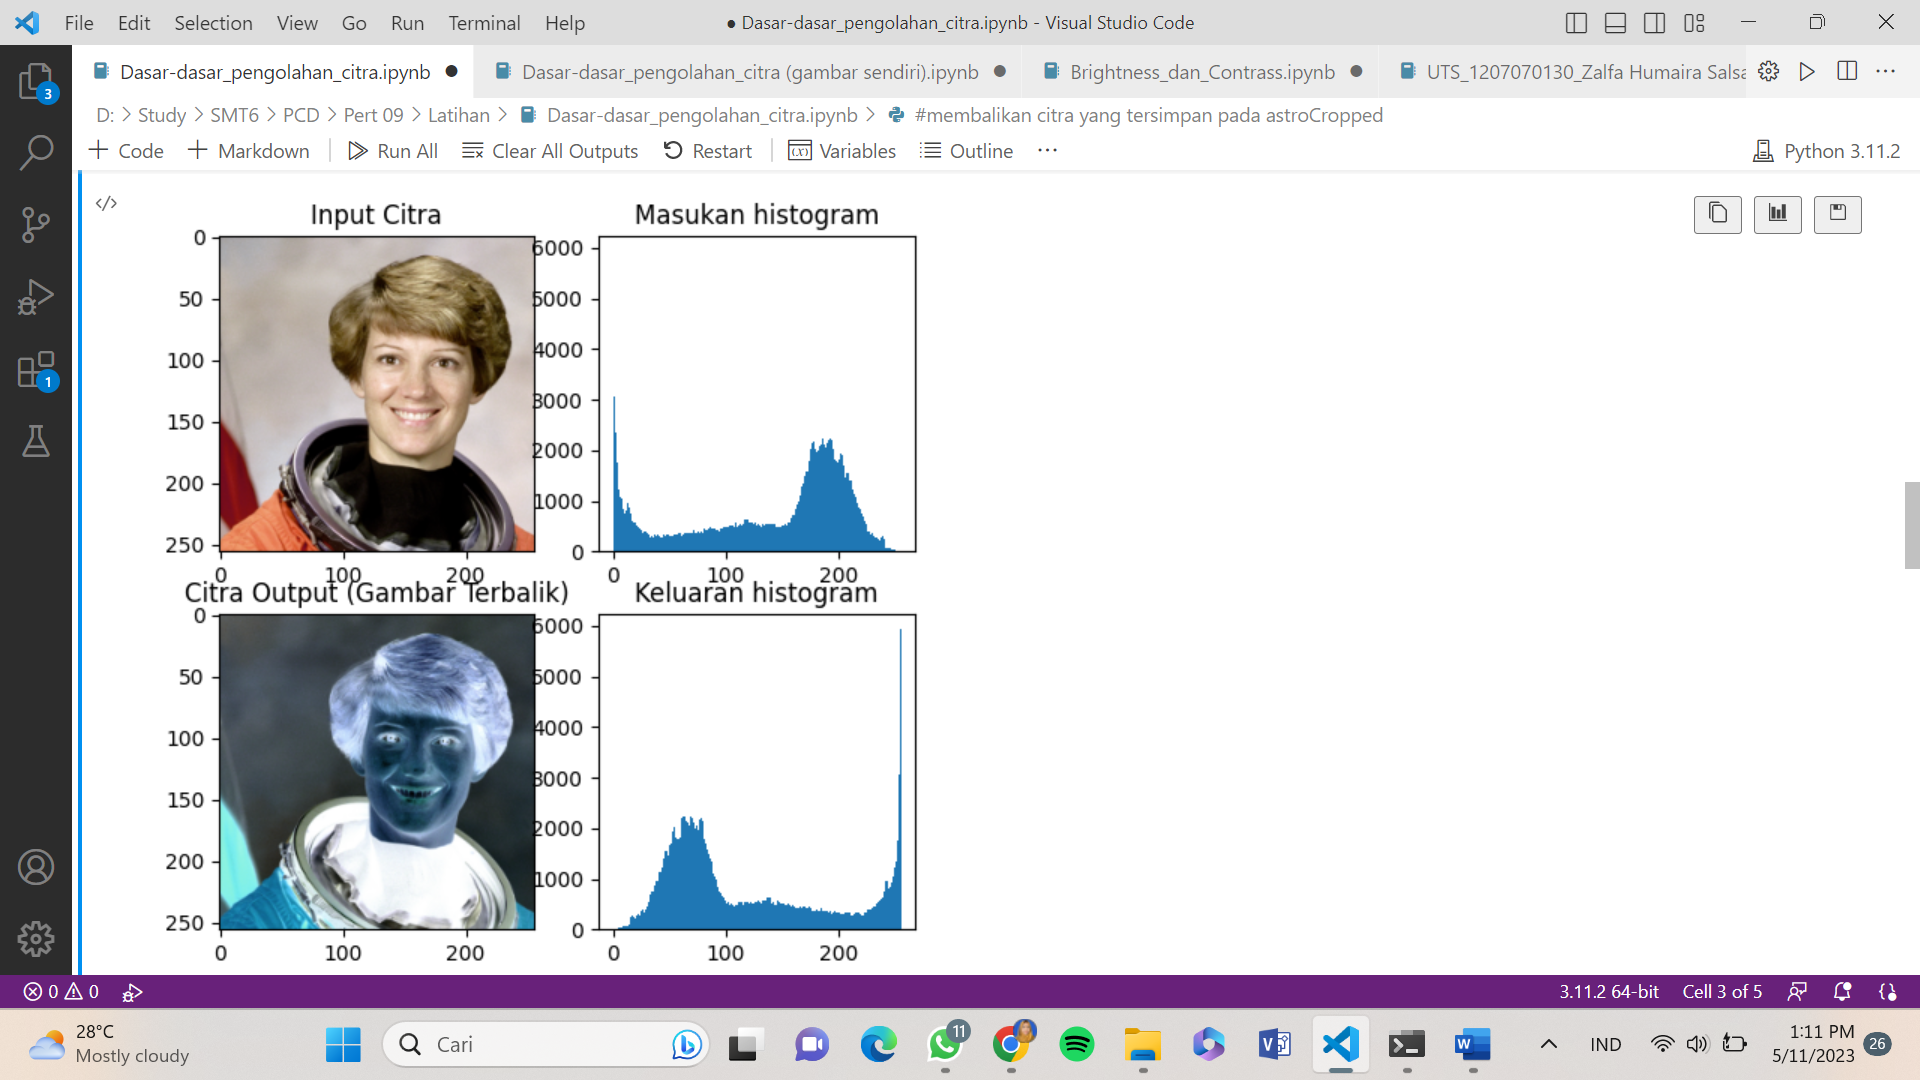 File Edit Selection View Go Run Terminal Help
● Dasar-dasar_pengolahan_citra.ipynb - Visual Studio Code
Dasar-dasar_pengolahan_citra.ipynb ●
Dasar-dasar_pengolahan_citra (gambar sendiri).ipynb ●
Brightness_dan_Contrass.ipynb ●
UTS_1207070130_Zalfa Humaira Salsa
3
D: > Study > SMT6 > PCD > Pert 09 > Latihan > Dasar-dasar_pengolahan_citra.ipynb > #membalikan citra yang tersimpan pada astroCropped
+ Code + Markdown Run All Clear All Outputs Restart Variables Outline ···
Python 3.11.2
1
Input Citra
0
50
100
150
200
250
0 100 200
Masukan histogram
6000
5000
4000
3000
2000
1000
0
0 100 200
Citra Output (Gambar Terbalik)
0
50
100
150
200
250
0 100 200
Keluaran histogram
6000
5000
4000
3000
2000
1000
0
0 100 200
0 0
3.11.2 64-bit Cell 3 of 5
28°C
Mostly cloudy
Cari
11
IND
1:11 PM
5/11/2023
26